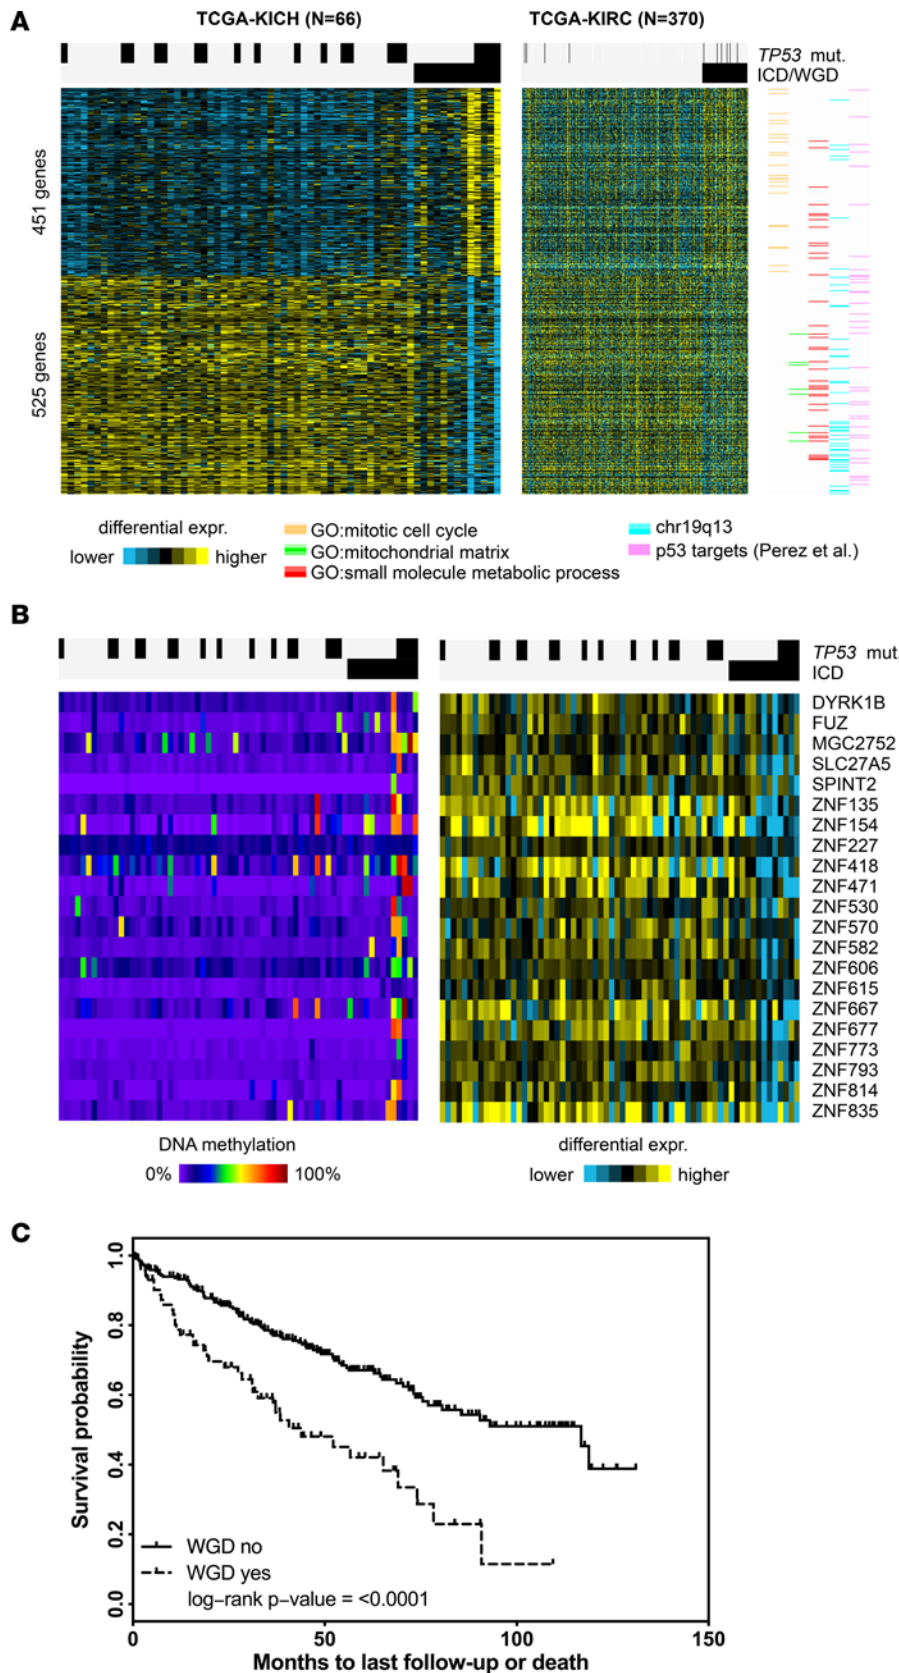 A
TCGA-KICH (N=66)
TCGA-KIRC (N=370)
TP53 mut.
ICD/WGD
451 genes
525 genes
differential expr.
lower
higher
GO:mitotic cell cycle
GO:mitochondrial matrix
GO:small molecule metabolic process
chr19q13
p53 targets (Perez et al.)
B
TP53 mut.
ICD
DYRK1B
FUZ
MGC2752
SLC27A5
SPINT2
ZNF135
ZNF154
ZNF227
ZNF418
ZNF471
ZNF530
ZNF570
ZNF582
ZNF606
ZNF615
ZNF667
ZNF677
ZNF773
ZNF793
ZNF814
ZNF835
DNA methylation
0%
100%
differential expr.
lower
higher
C
Survival probability
1.0
0.8
0.6
0.4
0.2
0.0
WGD no
WGD yes
log-rank p-value = <0.0001
0
50
100
150
Months to last follow-up or death